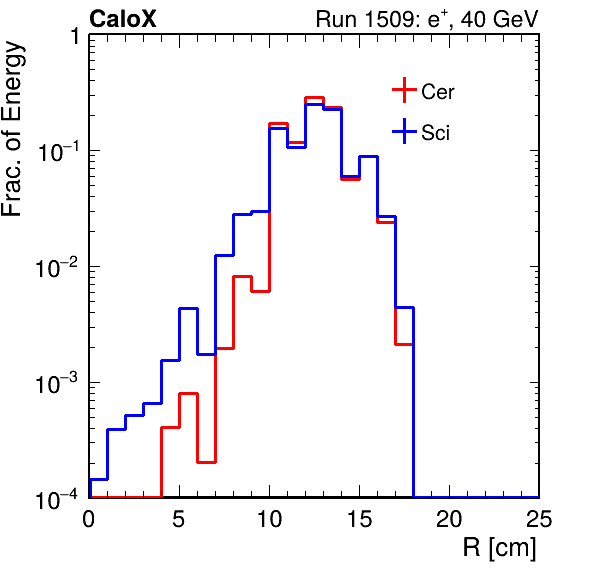 CaloX Run 1509: e⁺, 40 GeV
Frac. of Energy
1
10⁻¹
10⁻²
10⁻³
10⁻⁴
Cer
Sci
0 5 10 15 20 25
R [cm]